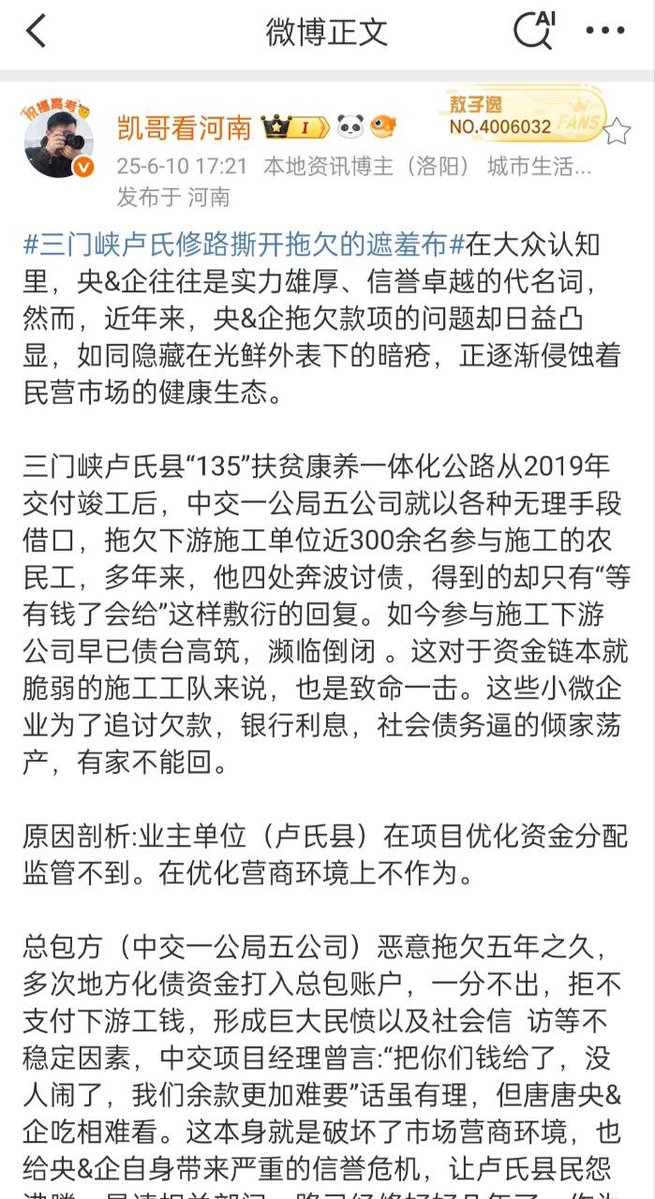 微博正文
AI
祝福高考
凯哥看河南
I
敖子逸
NO.4006032
FANS
25-6-10 17:21 本地资讯博主（洛阳） 城市生活...
发布于 河南
#三门峡卢氏修路撕开拖欠的遮羞布#在大众认知
里，央&企往往是实力雄厚、信誉卓越的代名词，
然而，近年来，央&企拖欠款项的问题却日益凸
显，如同隐藏在光鲜外表下的暗疮，正逐渐侵蚀着
民营市场的健康生态。
三门峡卢氏县“135”扶贫康养一体化公路从2019年
交付竣工后，中交一公局五公司就以各种无理手段
借口，拖欠下游施工单位近300余名参与施工的农
民工，多年来，他四处奔波讨债，得到的却只有“等
有钱了会给”这样敷衍的回复。如今参与施工下游
公司早已债台高筑，濒临倒闭 。这对于资金链本就
脆弱的施工工队来说，也是致命一击。这些小微企
业为了追讨欠款，银行利息，社会债务逼的倾家荡
产，有家不能回。
原因剖析:业主单位（卢氏县）在项目优化资金分配
监管不到。在优化营商环境上不作为。
总包方（中交一公局五公司）恶意拖欠五年之久，
多次地方化债资金打入总包账户，一分不出，拒不
支付下游工钱，形成巨大民愤以及社会信 访等不
稳定因素，中交项目经理曾言:“把你们钱给了，没
人闹了，我们余款更加难要”话虽有理，但唐唐央&
企吃相难看。这本身就是破坏了市场营商环境，也
给央&企自身带来严重的信誉危机，让卢氏县民怨